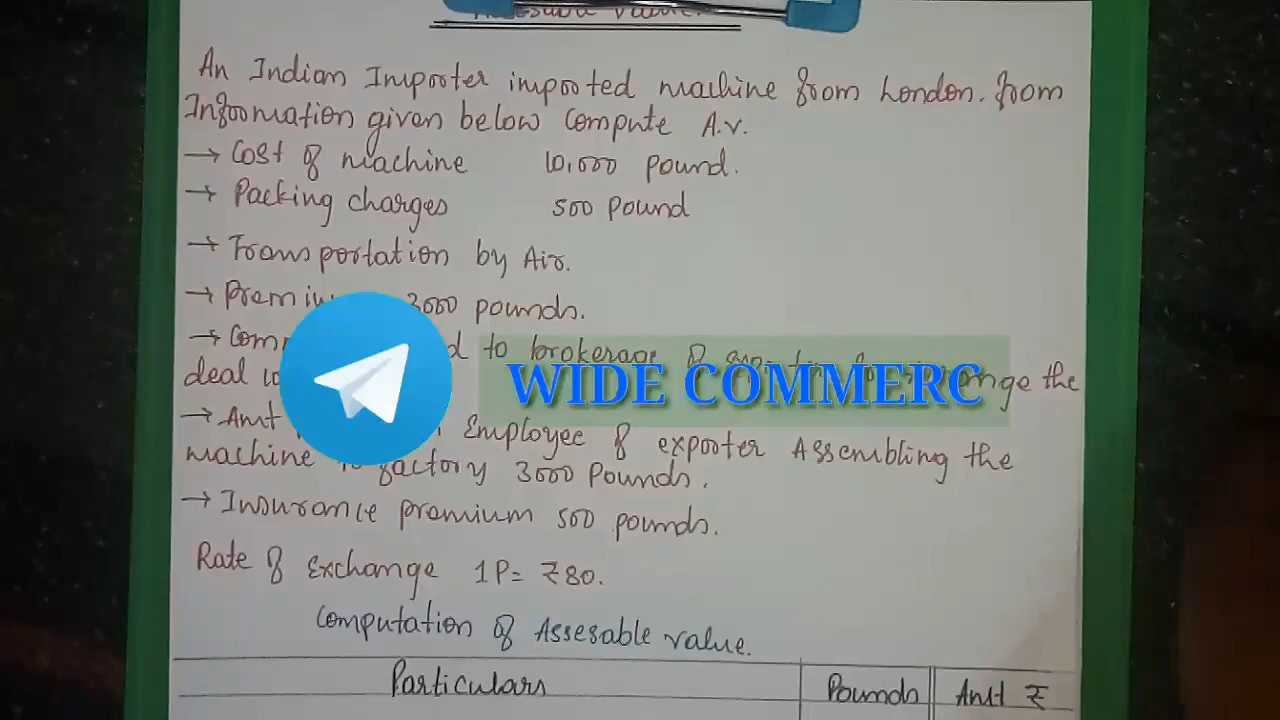 An Indian Importer imported machine from London. from
Information given below compute A.V.
→ Cost of machine 10,000 pound.
→ Packing charges 500 pound
→ Transportation by Air.
→ 3000 pounds.
→ to brokerage of the
deal
→ Amt Employee of exporter Assembling the
machine factory 3000 Pounds.
→ Insurance premium 500 pounds.
Rate of Exchange 1P= ₹80.
Computation of Assesable value.
Particulars Pounds Amt ₹
WIDE COMMERC